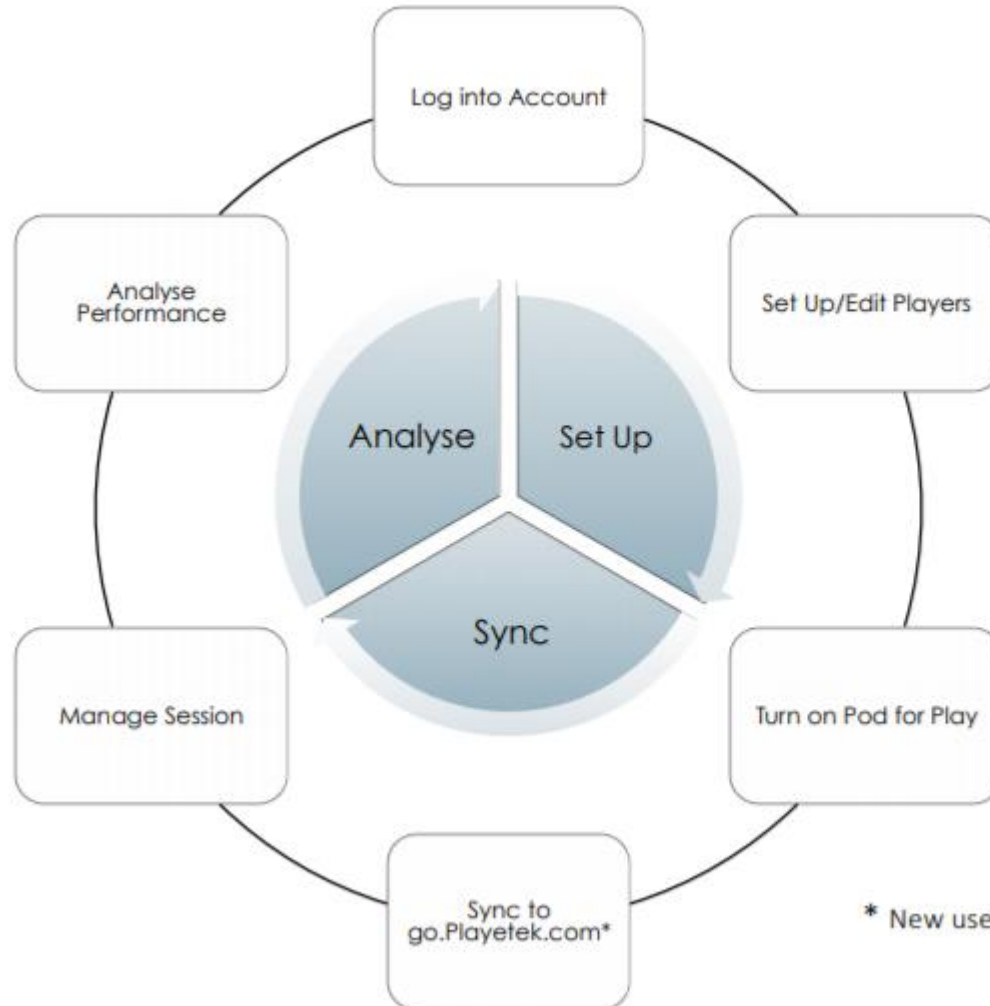 Log into Account
Set Up/Edit Players
Turn on Pod for Play
Sync to
go.Playetek.com*
Manage Session
Analyse
Performance
Analyse
Set Up
Sync
* New use